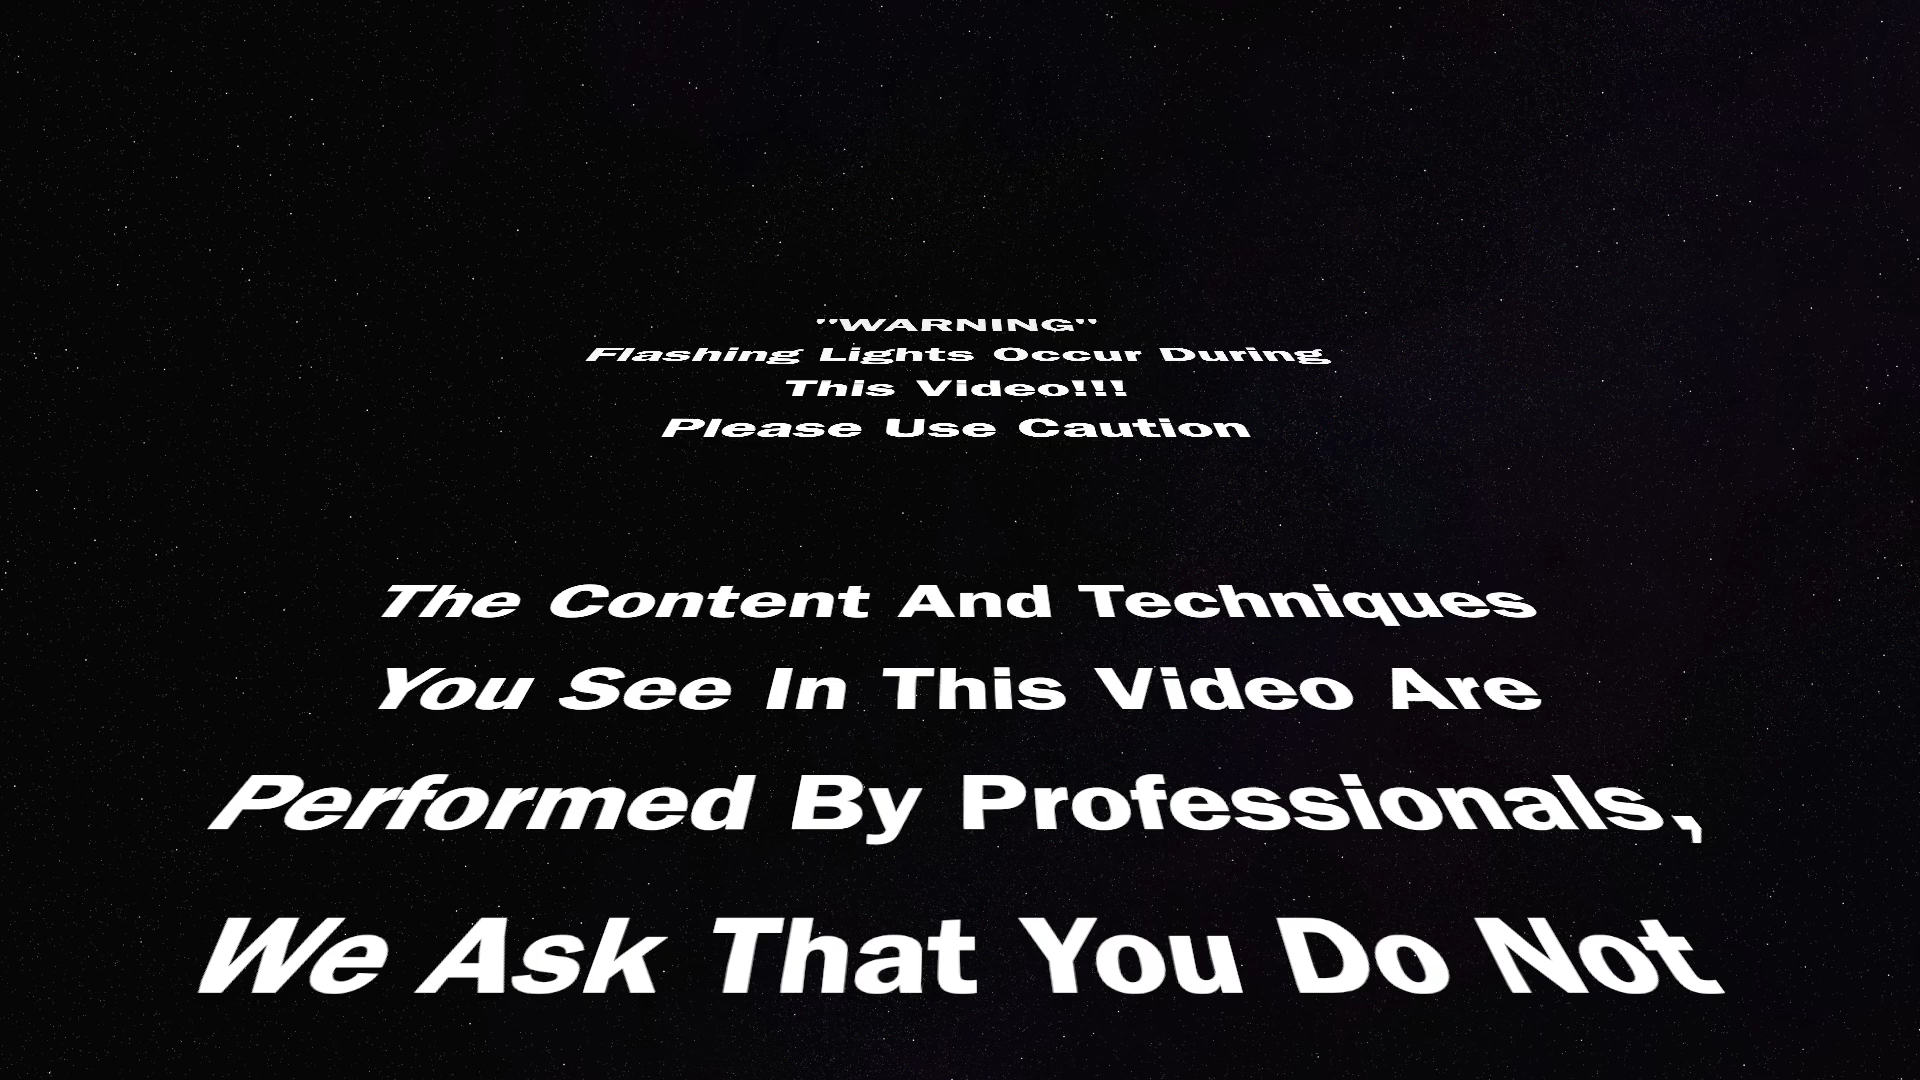 "WARNING"
Flashing Lights Occur During
This Video!!!
Please Use Caution
The Content And Techniques
You See In This Video Are
Performed By Professionals,
We Ask That You Do Not